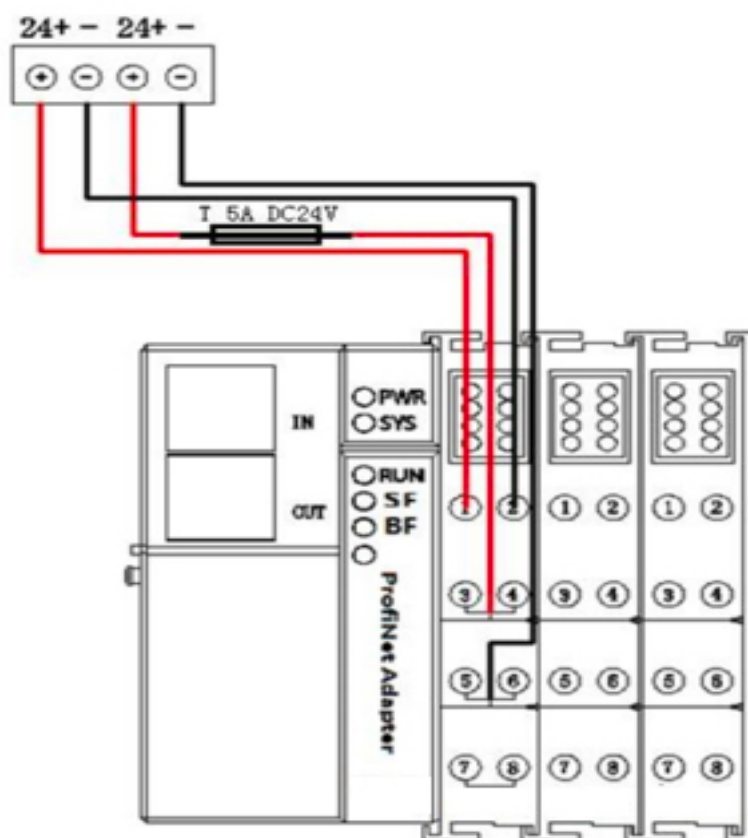 24+ - 24+ -
+ - + -
T 5A DC24V
PWR
SYS
IN
RUN
SF
OUT
BF
ProfiNet Adapter
1 2 1 2 1 2
3 4 3 4 3 4
5 6 5 6 5 6
7 8 7 8 7 8